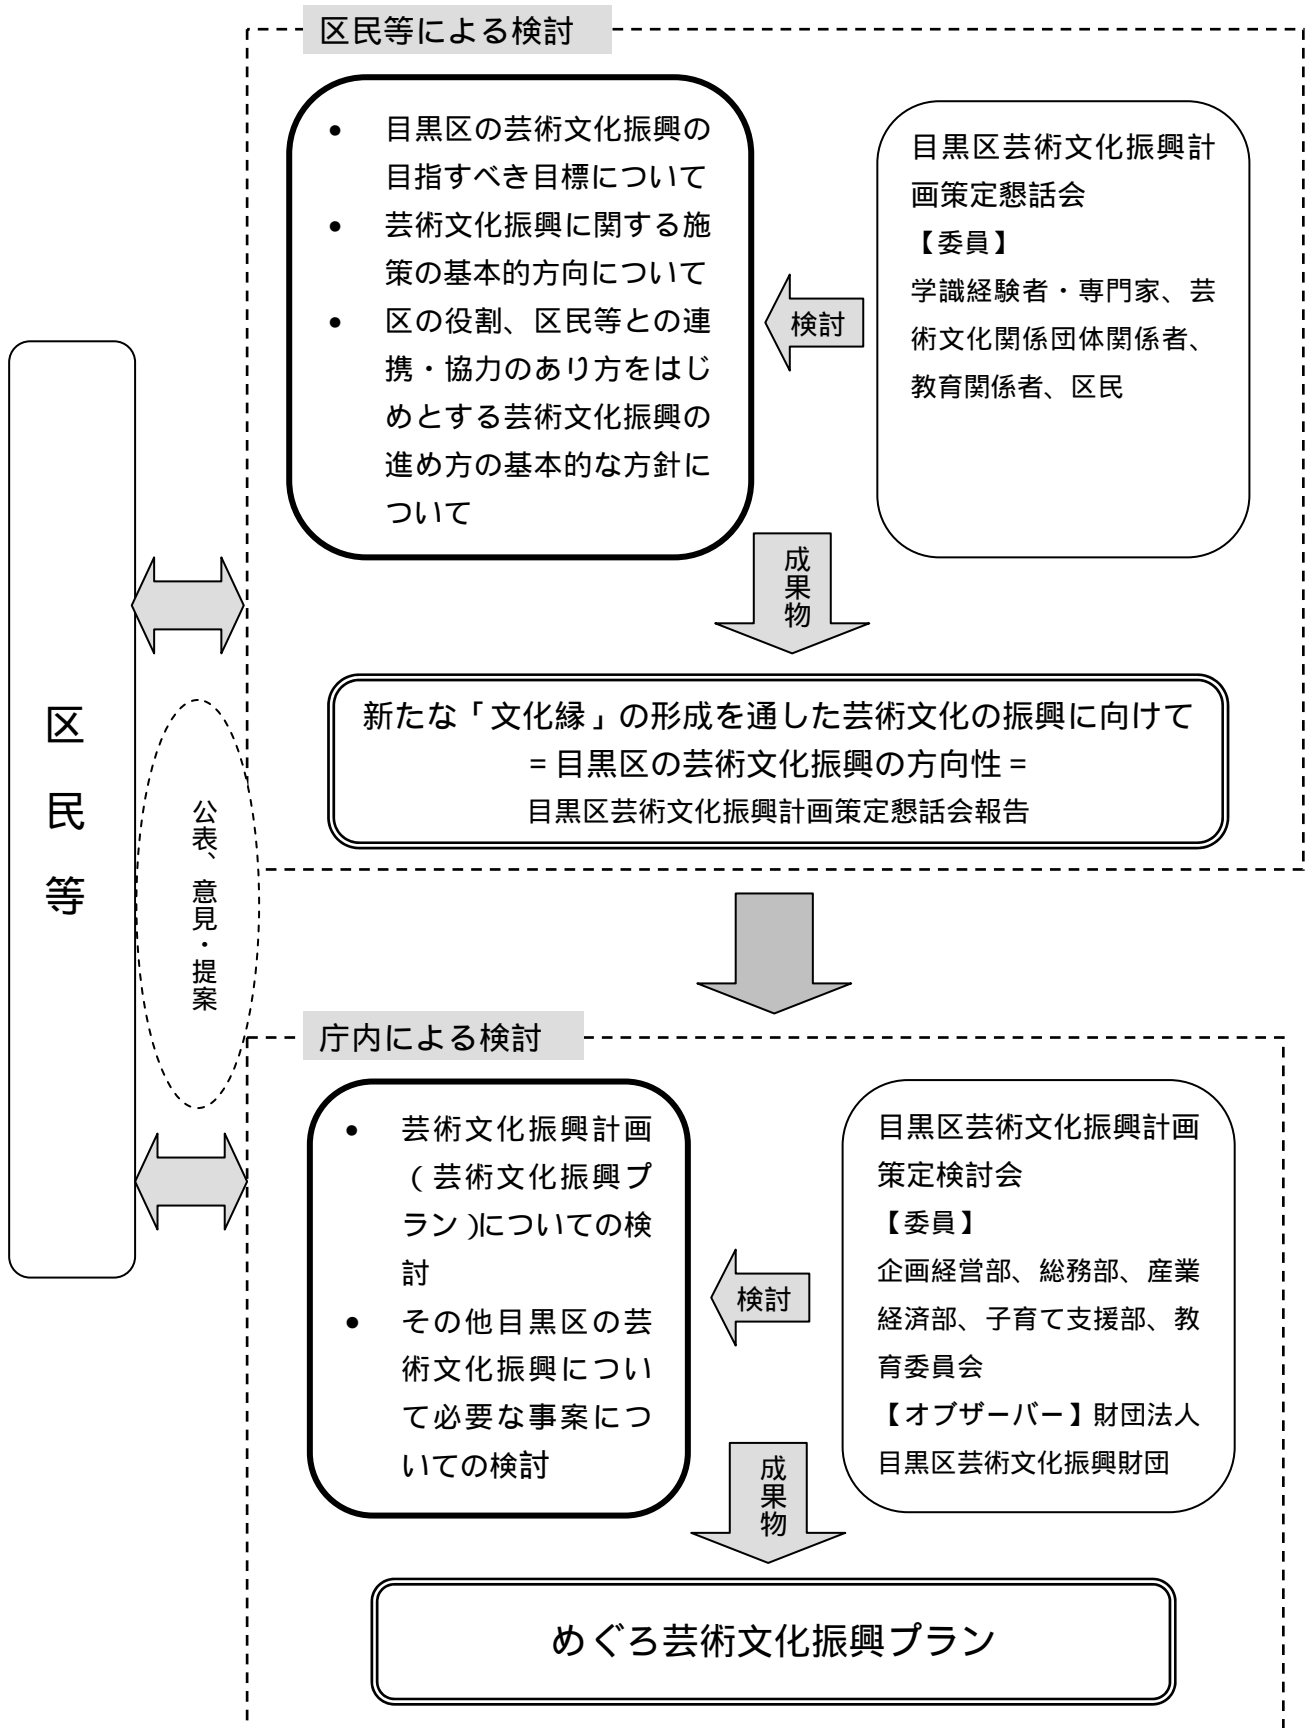 区民等による検討
● 目黒区の芸術文化振興の
目指すべき目標について
● 芸術文化振興に関する施
策の基本的方向について
● 区の役割、区民等との連
携・協力のあり方をはじ
めとする芸術文化振興の
進め方の基本的な方針に
ついて
検討
目黒区芸術文化振興計
画策定懇話会
【委員】
学識経験者・専門家、芸
術文化関係団体関係者、
教育関係者、区民
成果物
新たな「文化縁」の形成を通した芸術文化の振興に向けて
=目黒区の芸術文化振興の方向性=
目黒区芸術文化振興計画策定懇話会報告
区民等
公表、意見・提案
庁内による検討
● 芸術文化振興計画
(芸術文化振興プ
ラン)についての検
討
● その他目黒区の芸
術文化振興につい
て必要な事案につ
いての検討
検討
目黒区芸術文化振興計画
策定検討会
【委員】
企画経営部、総務部、産業
経済部、子育て支援部、教
育委員会
【オブザーバー】財団法人
目黒区芸術文化振興財団
成果物
めぐろ芸術文化振興プラン